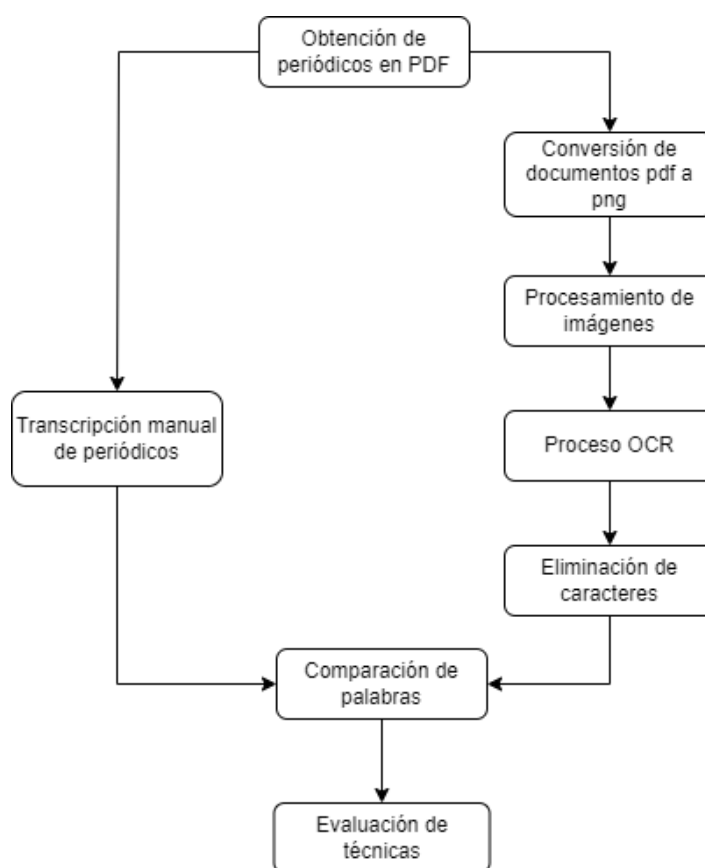 Obtención de
periódicos en PDF
Conversión de
documentos pdf a
png
Procesamiento de
imágenes
Transcripción manual
de periódicos
Proceso OCR
Eliminación de
caracteres
Comparación de
palabras
Evaluación de
técnicas